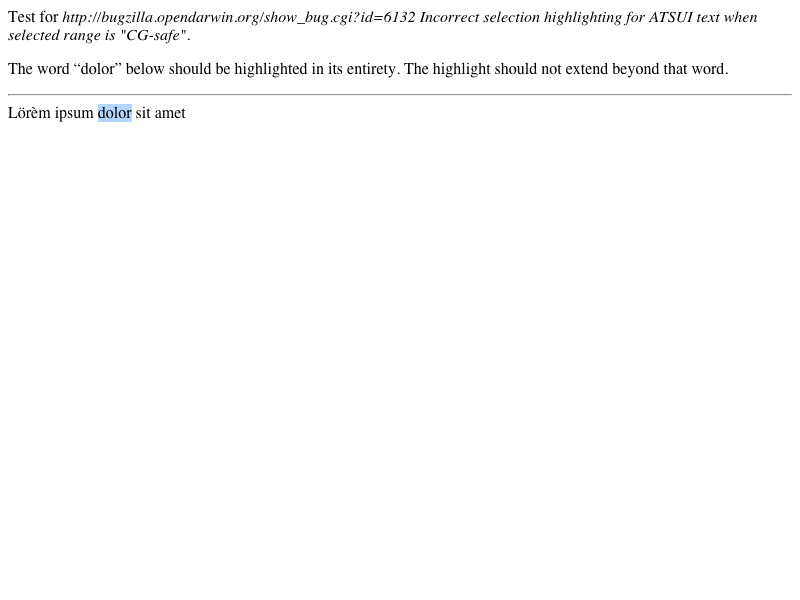 Test for http://bugzilla.opendarwin.org/show_bug.cgi?id=6132 Incorrect selection highlighting for ATSUI text when
selected range is "CG-safe".
The word “dolor” below should be highlighted in its entirety. The highlight should not extend beyond that word.
Lörèm ipsum dolor sit amet